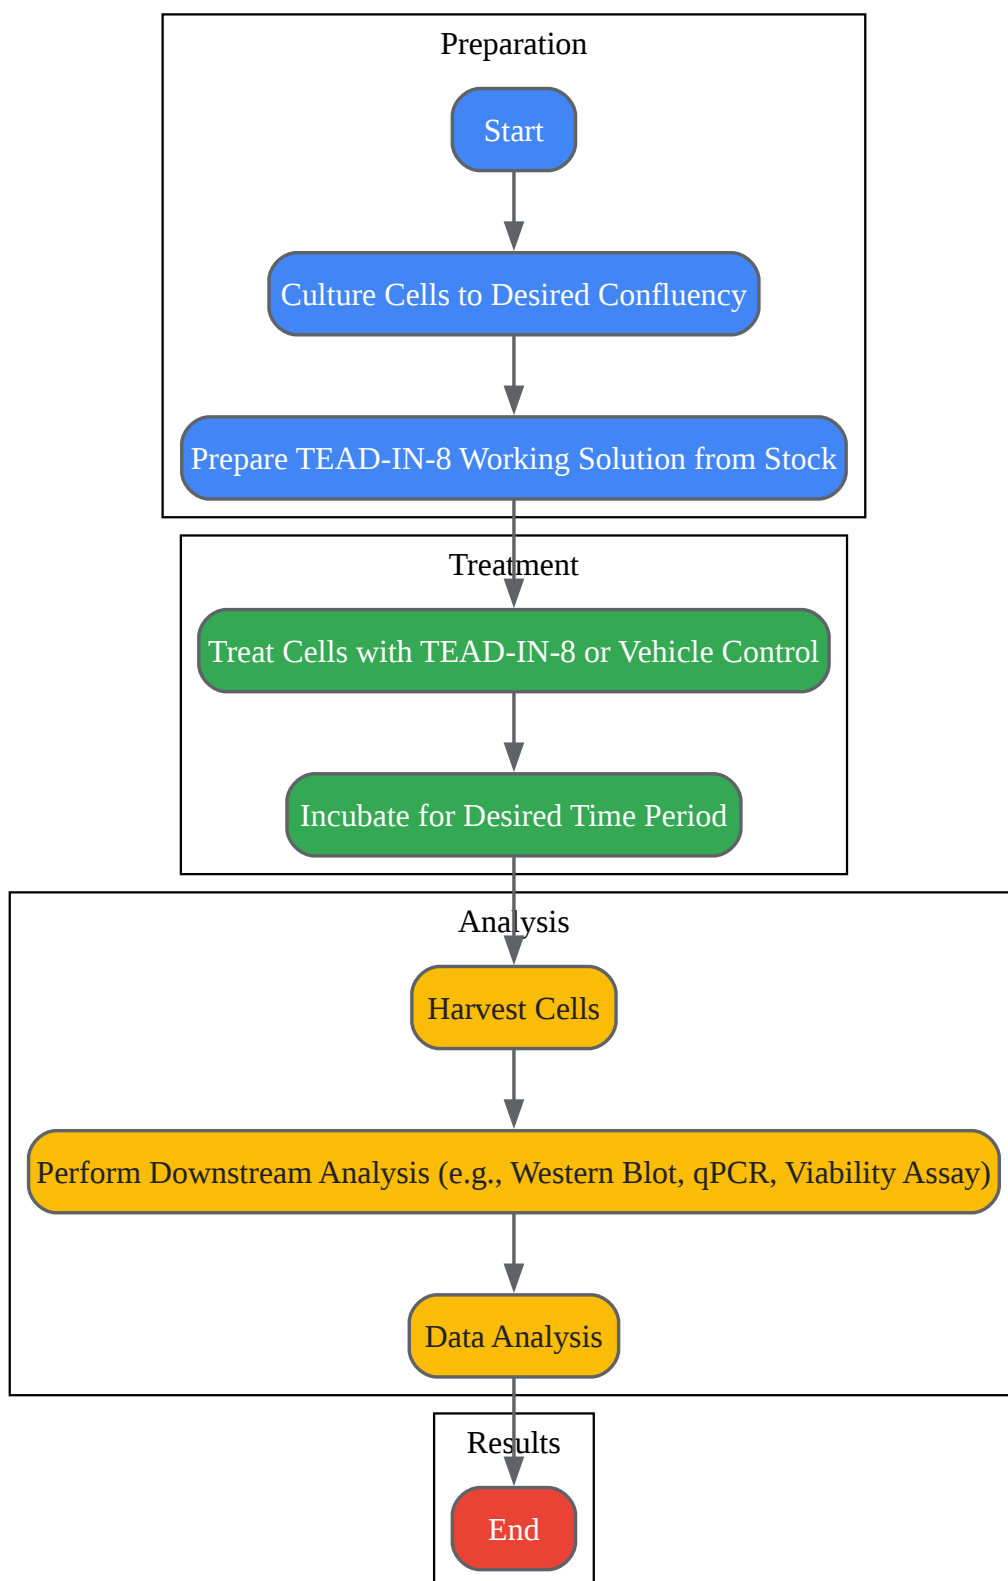 Preparation
Start
Culture Cells to Desired Confluency
Prepare TEAD-IN-8 Working Solution from Stock
Treatment
Treat Cells with TEAD-IN-8 or Vehicle Control
Incubate for Desired Time Period
Analysis
Harvest Cells
Perform Downstream Analysis (e.g., Western Blot, qPCR, Viability Assay)
Data Analysis
Results
End